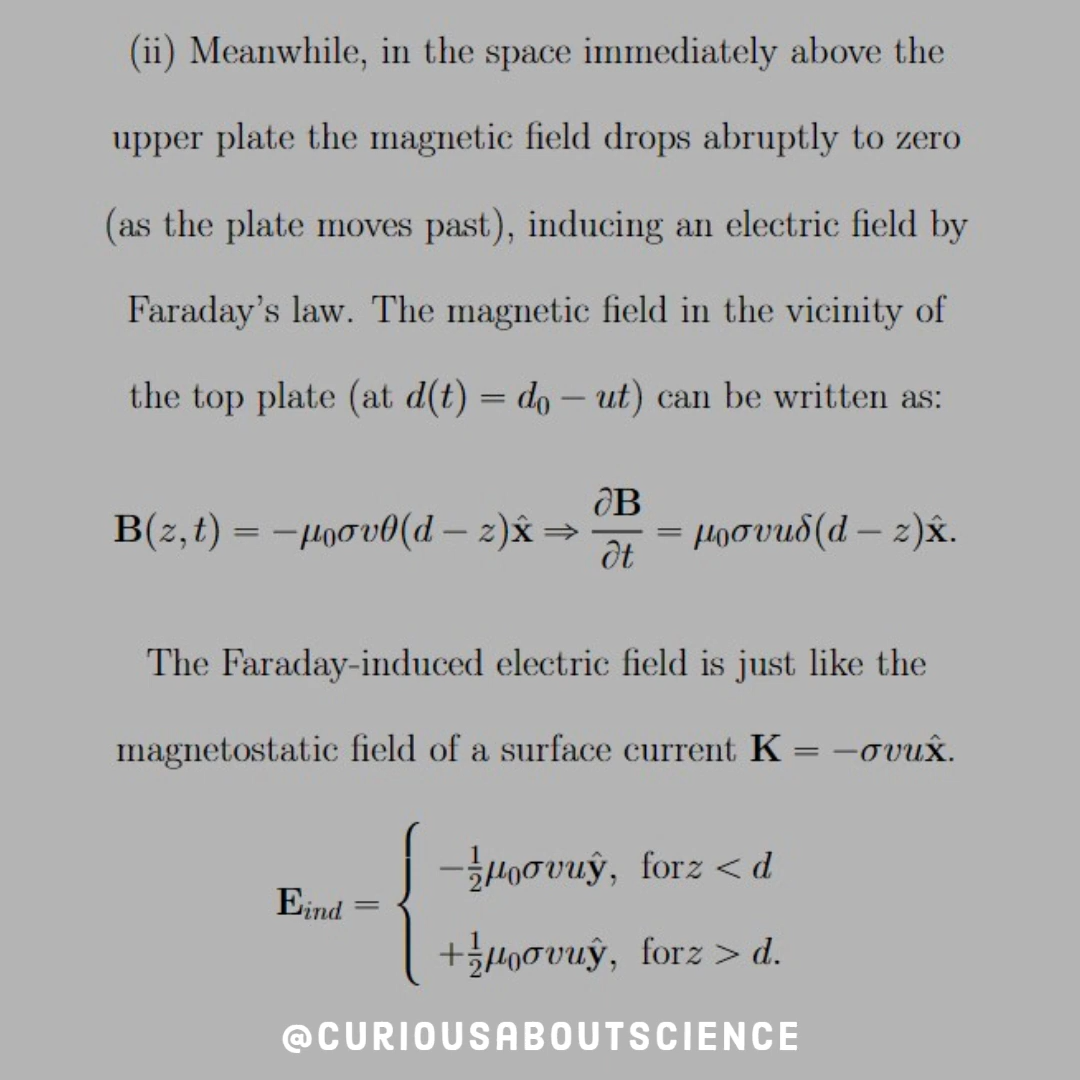 (ii) Meanwhile, in the space immediately above the
upper plate the magnetic field drops abruptly to zero
(as the plate moves past), inducing an electric field by
Faraday's law. The magnetic field in the vicinity of
the top plate (at d(t) = d₀ − ut) can be written as:
B(z, t) = −μ₀σvθ(d − z)x̂ ⇒ ∂B/∂t = μ₀σvuδ(d − z)x̂.
The Faraday-induced electric field is just like the
magnetostatic field of a surface current K = −σvux̂.
E_ind = { −½μ₀σvuŷ, forz < d
+½μ₀σvuŷ, forz > d.
@CURIOUSABOUTSCIENCE